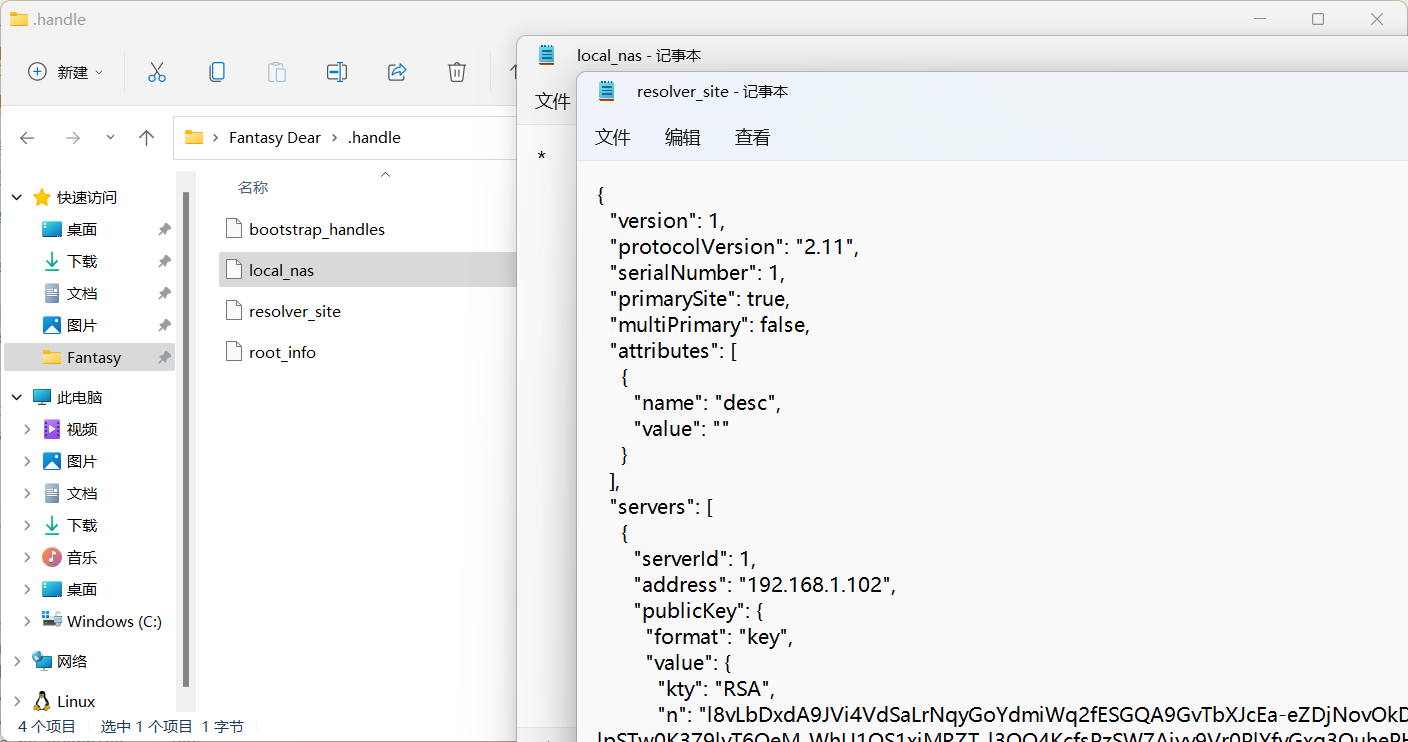 .handle
新建
Fantasy Dear
.handle
快速访问
桌面
下载
文档
图片
Fantasy
此电脑
视频
图片
文档
下载
音乐
桌面
Windows (C:)
网络
Linux
4 个项目
选中 1 个项目 1 字节
名称
bootstrap_handles
local_nas
resolver_site
root_info
local_nas - 记事本
文件
*
resolver_site - 记事本
文件 编辑 查看
{
"version": 1,
"protocolVersion": "2.11",
"serialNumber": 1,
"primarySite": true,
"multiPrimary": false,
"attributes": [
{
"name": "desc",
"value": ""
}
],
"servers": [
{
"serverId": 1,
"address": "192.168.1.102",
"publicKey": {
"format": "key",
"value": {
"kty": "RSA",
"n": "l8vLbDxdA9JVi4VdSaLrNqyGoYdmiWq2fESGQA9GvTbXJcEa-eZDjNovOkD